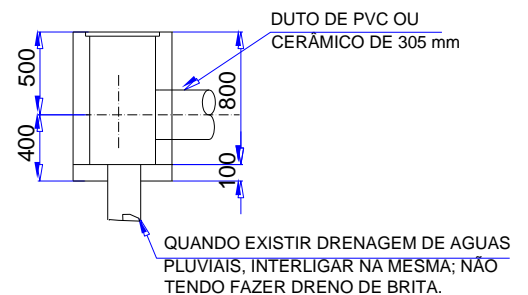 DUTO DE PVC OU
CERÂMICO DE 305 mm
500
800
400
100
QUANDO EXISTIR DRENAGEM DE AGUAS
PLUVIAIS, INTERLIGAR NA MESMA; NÃO
TENDO FAZER DRENO DE BRITA.